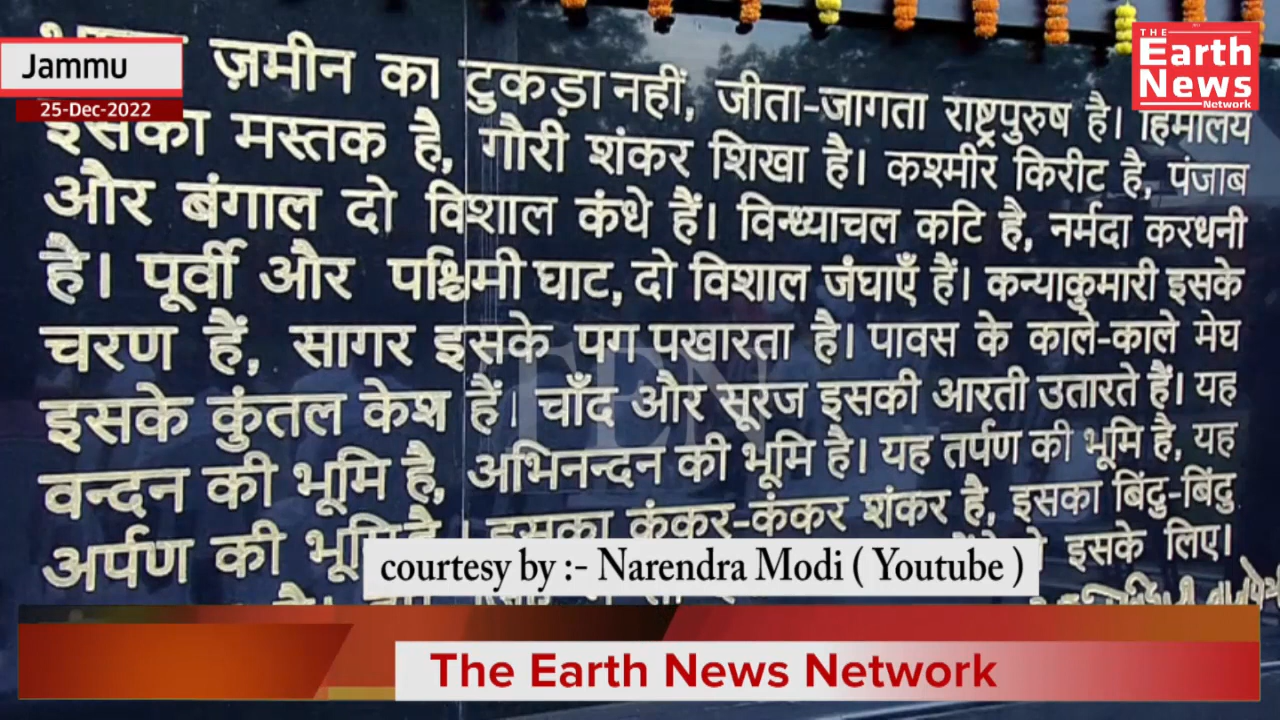 ज़मीन का टुकड़ा नहीं, जीता-जागता राष्ट्रपुरुष है। हिमालय
इसका मस्तक है, गौरी शंकर शिखा है। कश्मीर किरीट है, पंजाब
और बंगाल दो विशाल कंधे हैं। विन्ध्याचल कटि है, नर्मदा करधनी
है। पूर्वी और पश्चिमी घाट, दो विशाल जंघाएँ हैं। कन्याकुमारी इसके
चरण हैं, सागर इसके पग पखारता है। पावस के काले-काले मेघ
इसके कुंतल केश हैं। चाँद और सूरज इसकी आरती उतारते हैं। यह
वन्दन की भूमि है, अभिनन्दन की भूमि है। यह तर्पण की भूमि है, यह
अर्पण की भूमि है। इसका कंकर-कंकर शंकर है, इसका बिंदु-बिंदु
इसके लिए।
Jammu
25-Dec-2022
THE
Earth
News
Network
TEN
courtesy by :- Narendra Modi ( Youtube )
The Earth News Network